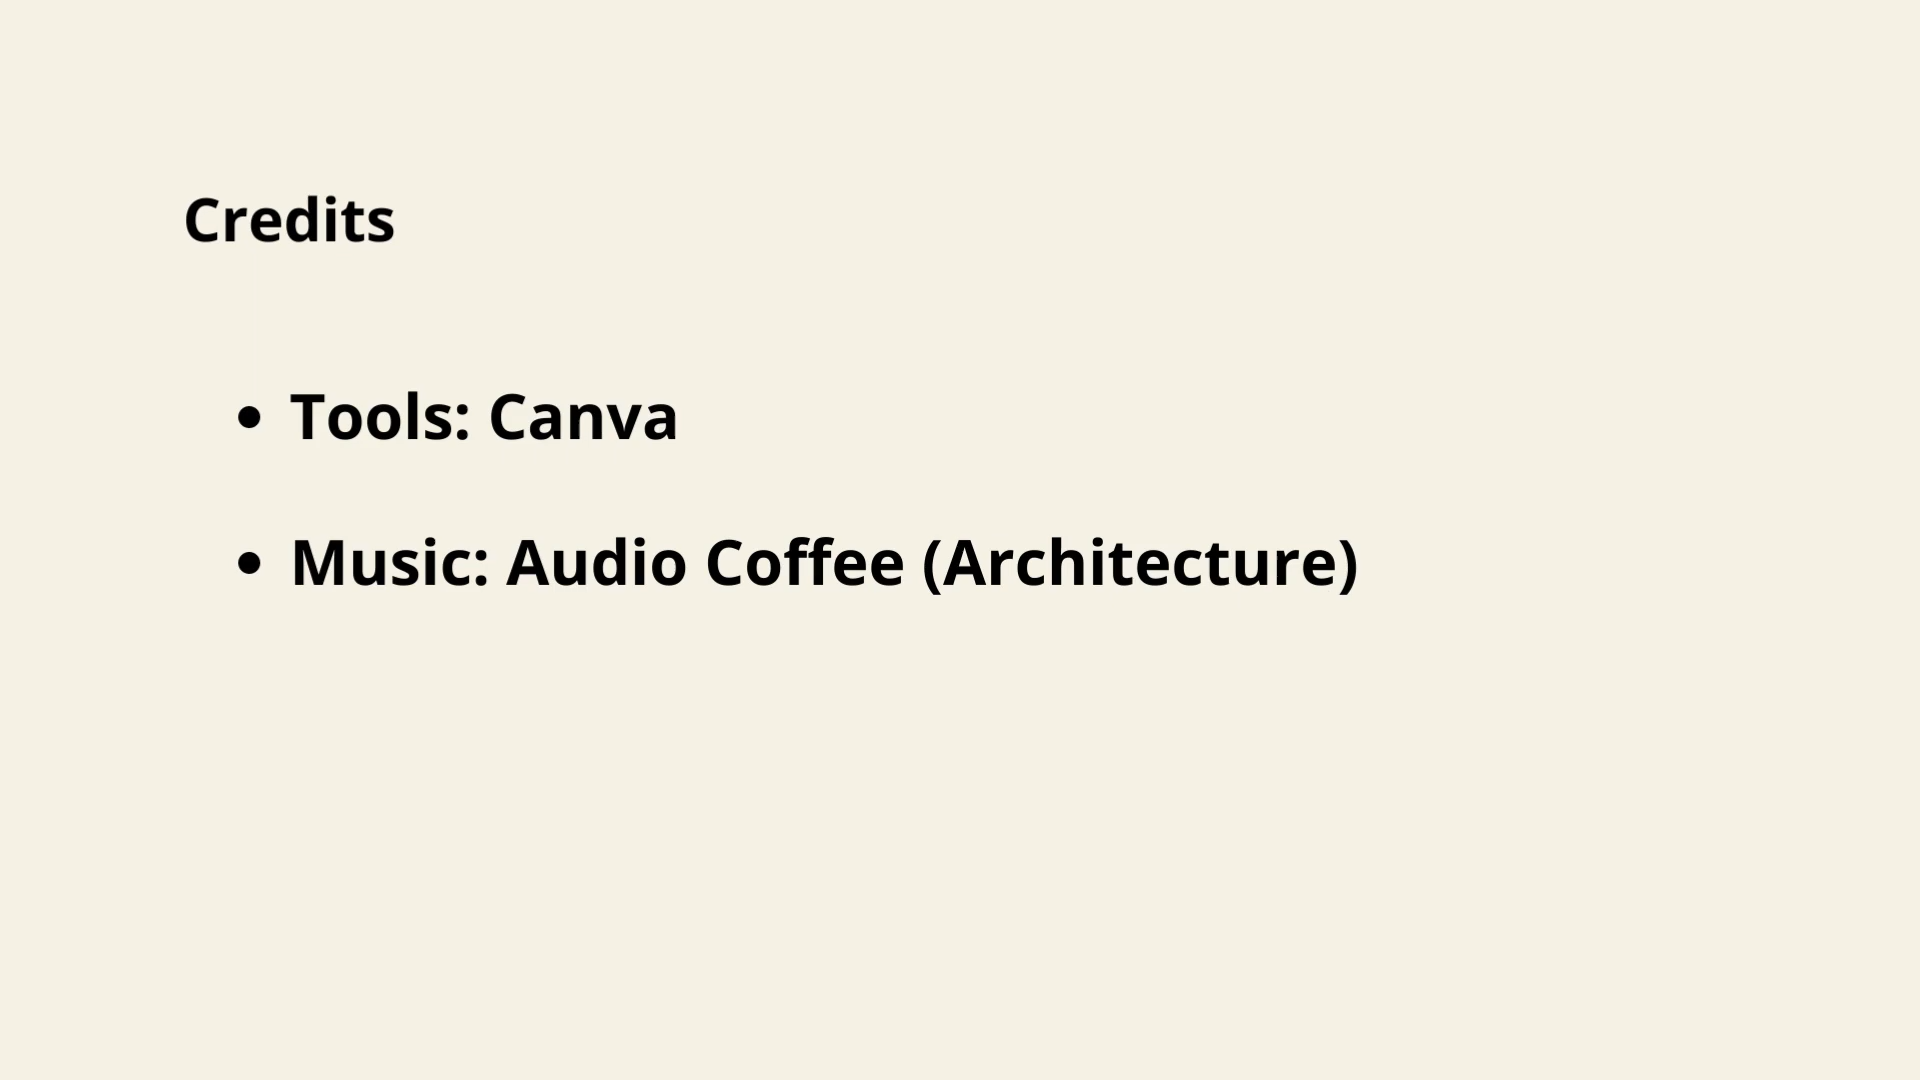 Credits
• Tools: Canva
• Music: Audio Coffee (Architecture)